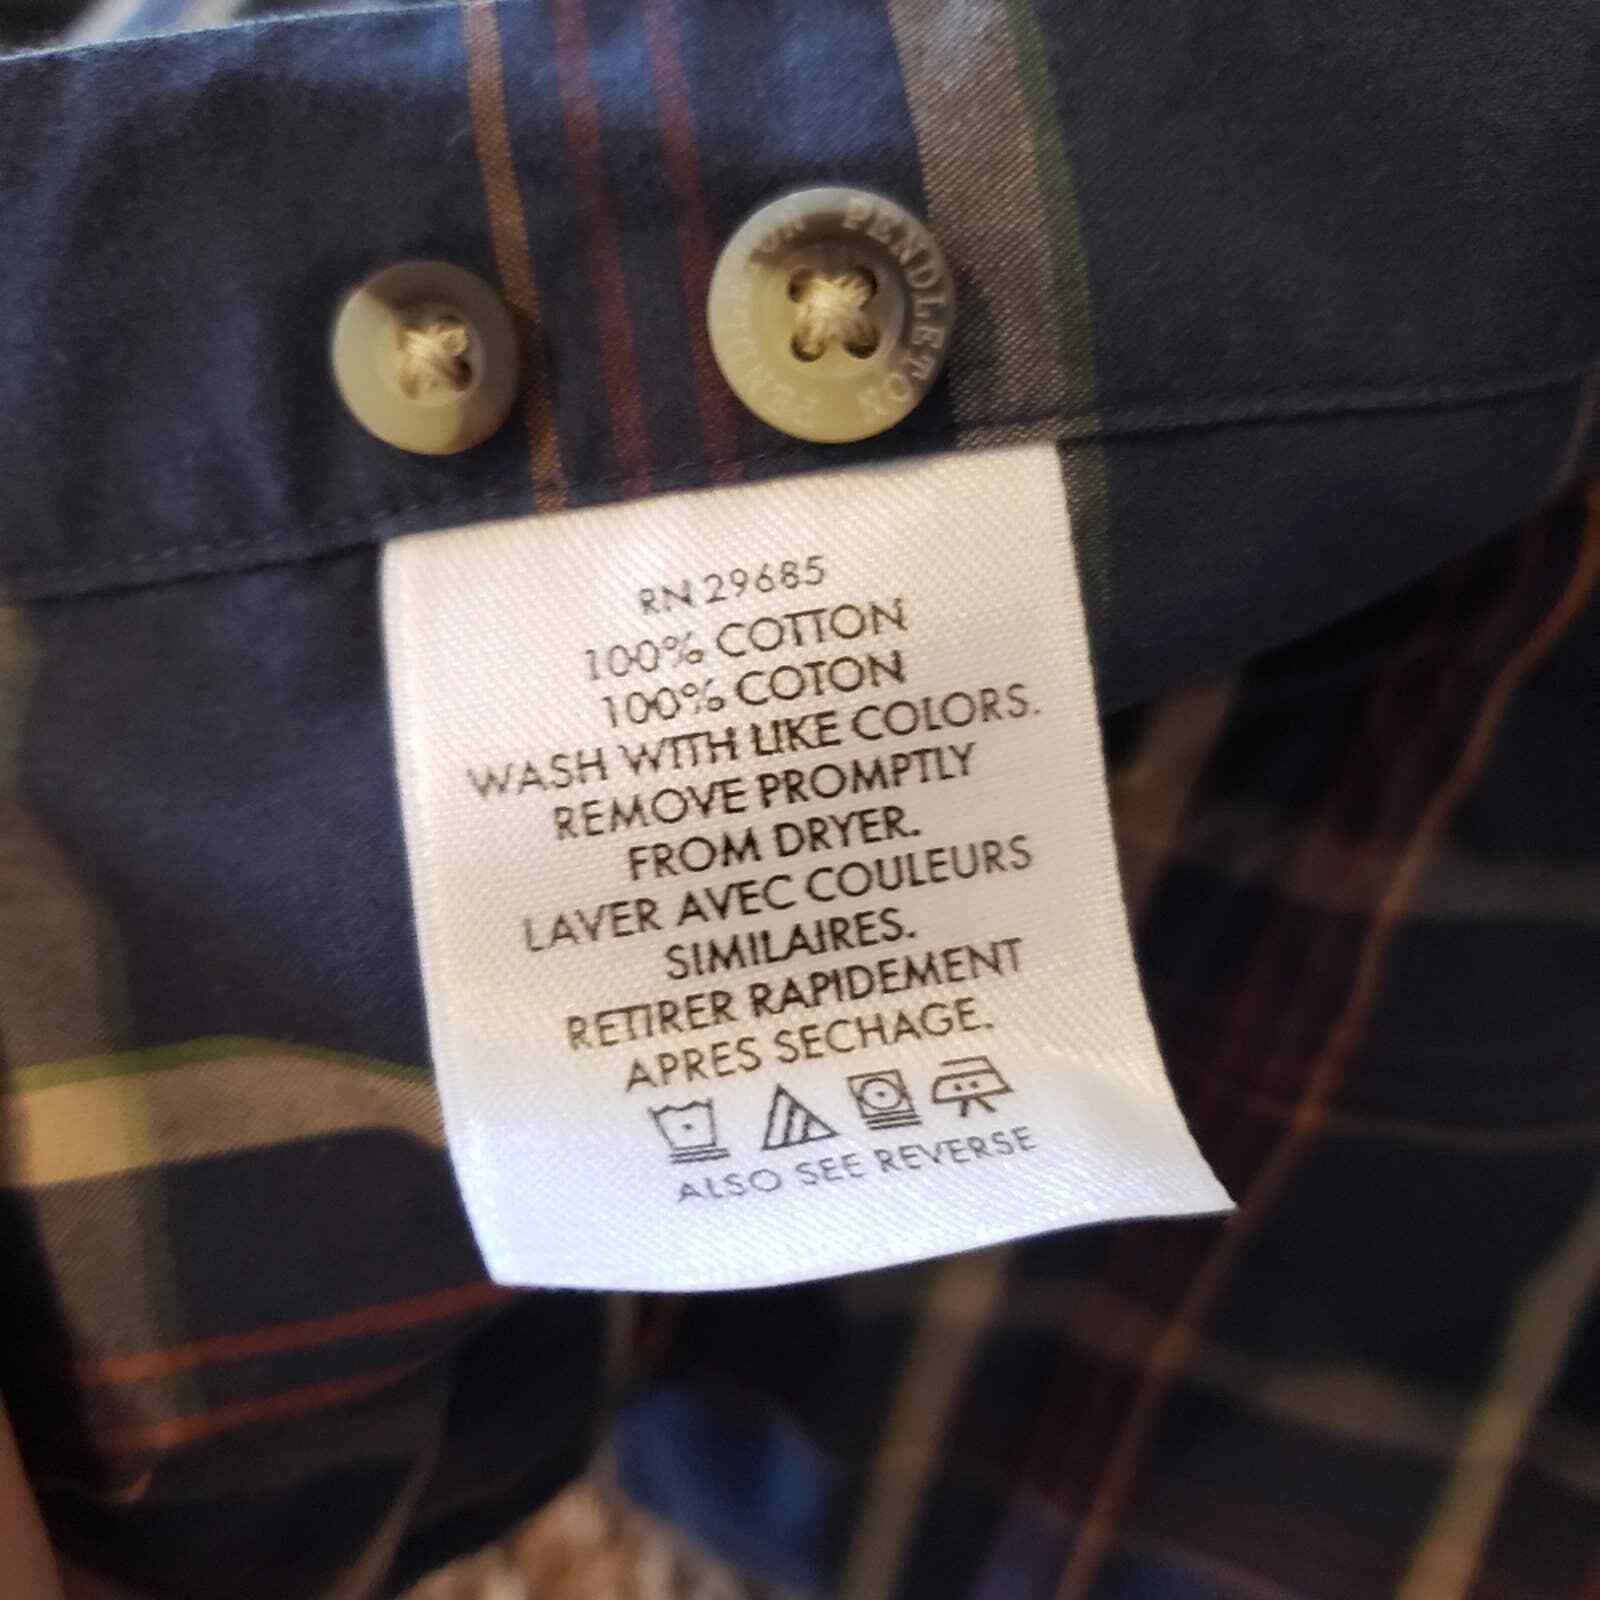 PENDLETON
RN 29685
100% COTTON
100% COTON
WASH WITH LIKE COLORS.
REMOVE PROMPTLY
FROM DRYER.
LAVER AVEC COULEURS
SIMILAIRES.
RETIRER RAPIDEMENT
APRES SECHAGE.
ALSO SEE REVERSE